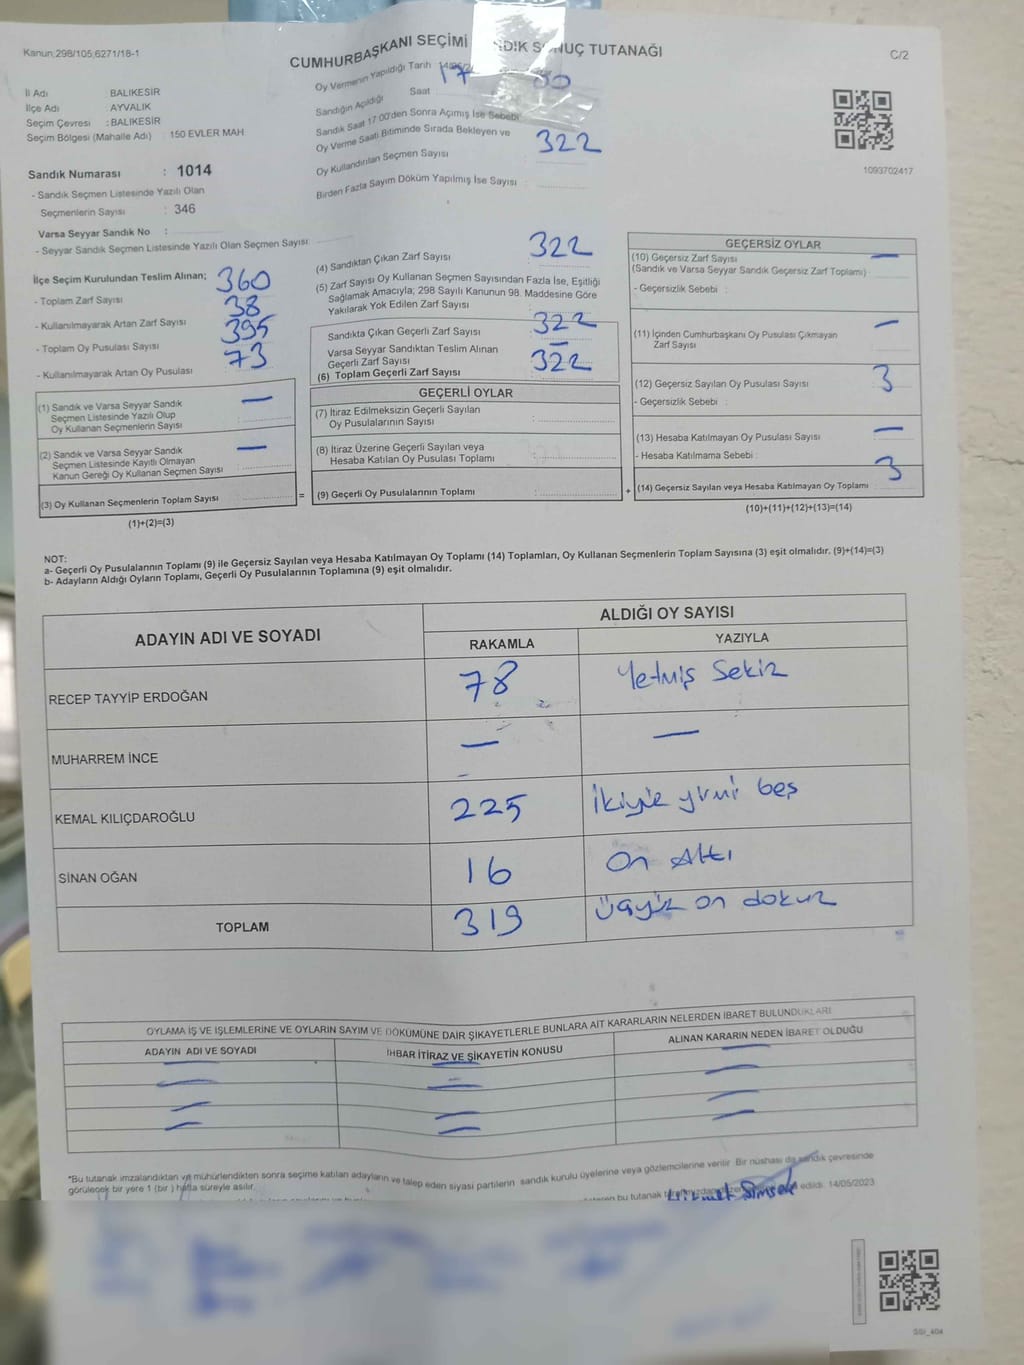 Kanun;298/105;6271/18-1
C/2
CUMHURBAŞKANI SEÇİMİ SANDIK SONUÇ TUTANAĞI
İl Adı : BALIKESİR
İlçe Adı : AYVALIK
Seçim Çevresi : BALIKESİR
Seçim Bölgesi (Mahalle Adı) : 150 EVLER MAH
Sandık Numarası : 1014
- Sandık Seçmen Listesinde Yazılı Olan
Seçmenlerin Sayısı : 346
Varsa Seyyar Sandık No :
- Seyyar Sandık Seçmen Listesinde Yazılı Olan Seçmen Sayısı:
Oy Vermenin Yapıldığı Tarih
Sandığın Açıldığı Saat 17
Sandık Saat 17:00'den Sonra Açımış İse Sebebi
Oy Verme Saati Bitiminde Sırada Bekleyen ve
Oy Kullandırılan Seçmen Sayısı 322
Birden Fazla Sayım Döküm Yapılmış İse Sayısı :
1093702417
İlçe Seçim Kurulundan Teslim Alınan;
- Toplam Zarf Sayısı 360
- Kullanılmayarak Artan Zarf Sayısı 38
- Toplam Oy Pusulası Sayısı 395
- Kullanılmayarak Artan Oy Pusulası 73
(1) Sandık ve Varsa Seyyar Sandık —
Seçmen Listesinde Yazılı Olup
Oy Kullanan Seçmenlerin Sayısı
(2) Sandık ve Varsa Seyyar Sandık —
Seçmen Listesinde Kayıtlı Olmayan
Kanun Gereği Oy Kullanan Seçmen Sayısı
(3) Oy Kullanan Seçmenlerin Toplam Sayısı =
(1)+(2)=(3)
(4) Sandıktan Çıkan Zarf Sayısı 322
(5) Zarf Sayısı Oy Kullanan Seçmen Sayısından Fazla İse, Eşitliği
Sağlamak Amacıyla; 298 Sayılı Kanunun 98. Maddesine Göre
Yakılarak Yok Edilen Zarf Sayısı
Sandıkta Çıkan Geçerli Zarf Sayısı 322
Varsa Seyyar Sandıktan Teslim Alınan —
Geçerli Zarf Sayısı
(6) Toplam Geçerli Zarf Sayısı 322
GEÇERLİ OYLAR
(7) İtiraz Edilmeksizin Geçerli Sayılan
Oy Pusulalarının Sayısı :
(8) İtiraz Üzerine Geçerli Sayılan veya
Hesaba Katılan Oy Pusulası Toplamı :
(9) Geçerli Oy Pusulalarının Toplamı : +
GEÇERSİZ OYLAR
(10) Geçersiz Zarf Sayısı —
(Sandık ve Varsa Seyyar Sandık Geçersiz Zarf Toplamı)
- Geçersizlik Sebebi :
(11) İçinden Cumhurbaşkanı Oy Pusulası Çıkmayan —
Zarf Sayısı
(12) Geçersiz Sayılan Oy Pusulası Sayısı 3
- Geçersizlik Sebebi :
(13) Hesaba Katılmayan Oy Pusulası Sayısı —
- Hesaba Katılmama Sebebi :
(14) Geçersiz Sayılan veya Hesaba Katılmayan Oy Toplamı 3
(10)+(11)+(12)+(13)=(14)
NOT:
a- Geçerli Oy Pusulalarının Toplamı (9) ile Geçersiz Sayılan veya Hesaba Katılmayan Oy Toplamı (14) Toplamları, Oy Kullanan Seçmenlerin Toplam Sayısına (3) eşit olmalıdır. (9)+(14)=(3)
b- Adayların Aldığı Oyların Toplamı, Geçerli Oy Pusulalarının Toplamına (9) eşit olmalıdır.
ADAYIN ADI VE SOYADI
ALDIĞI OY SAYISI
RAKAMLA YAZIYLA
RECEP TAYYİP ERDOĞAN 78 Yetmiş Sekiz
MUHARREM İNCE — —
KEMAL KILIÇDAROĞLU 225 İkiyüz yirmi beş
SİNAN OĞAN 16 On Altı
TOPLAM 319 Üçyüz on dokuz
OYLAMA İŞ VE İŞLEMLERİNE VE OYLARIN SAYIM VE DÖKÜMÜNE DAİR ŞİKAYETLERLE BUNLARA AİT KARARLARIN NELERDEN İBARET BULUNDUKLARI
ADAYIN ADI VE SOYADI İHBAR İTİRAZ VE ŞİKAYETİN KONUSU ALINAN KARARIN NEDEN İBARET OLDUĞU
*Bu tutanak imzalandıktan ve mühürlendikten sonra seçime katılan adayların ve talep eden siyasi partilerin sandık kurulu üyelerine veya gözlemcilerine verilir. Bir nüshası da sandık çevresinde
görülecek bir yere 1 (bir ) hafta süreyle asılır.
bu tutanak edildi. 14/05/2023